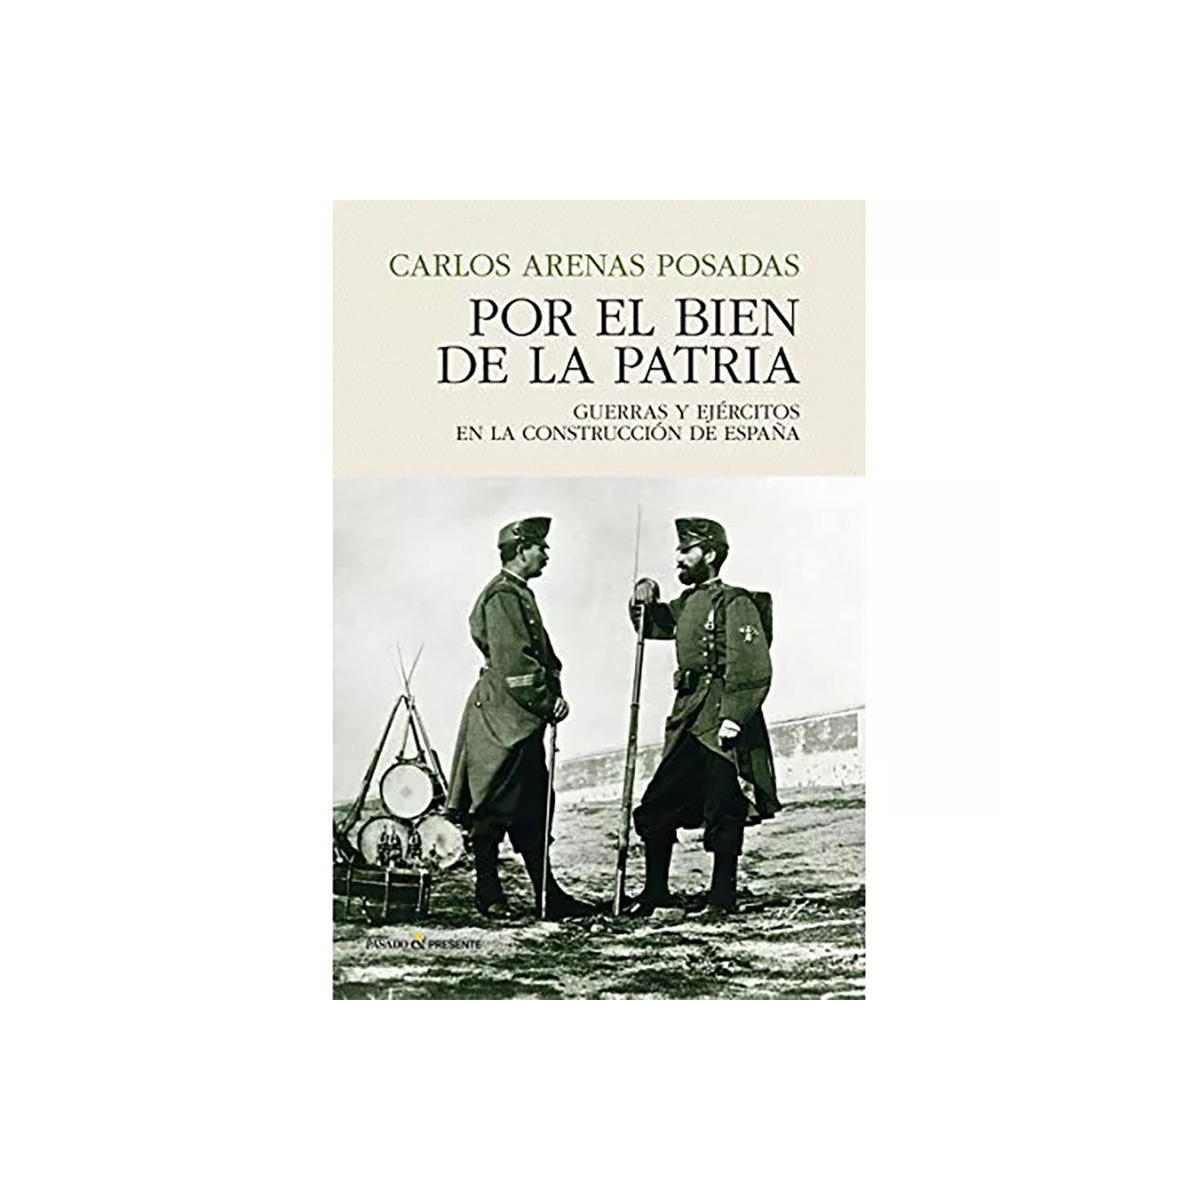 CARLOS ARENAS POSADAS
POR EL BIEN
DE LA PATRIA
GUERRAS Y EJÉRCITOS
EN LA CONSTRUCCIÓN DE ESPAÑA
PASADO & PRESENTE